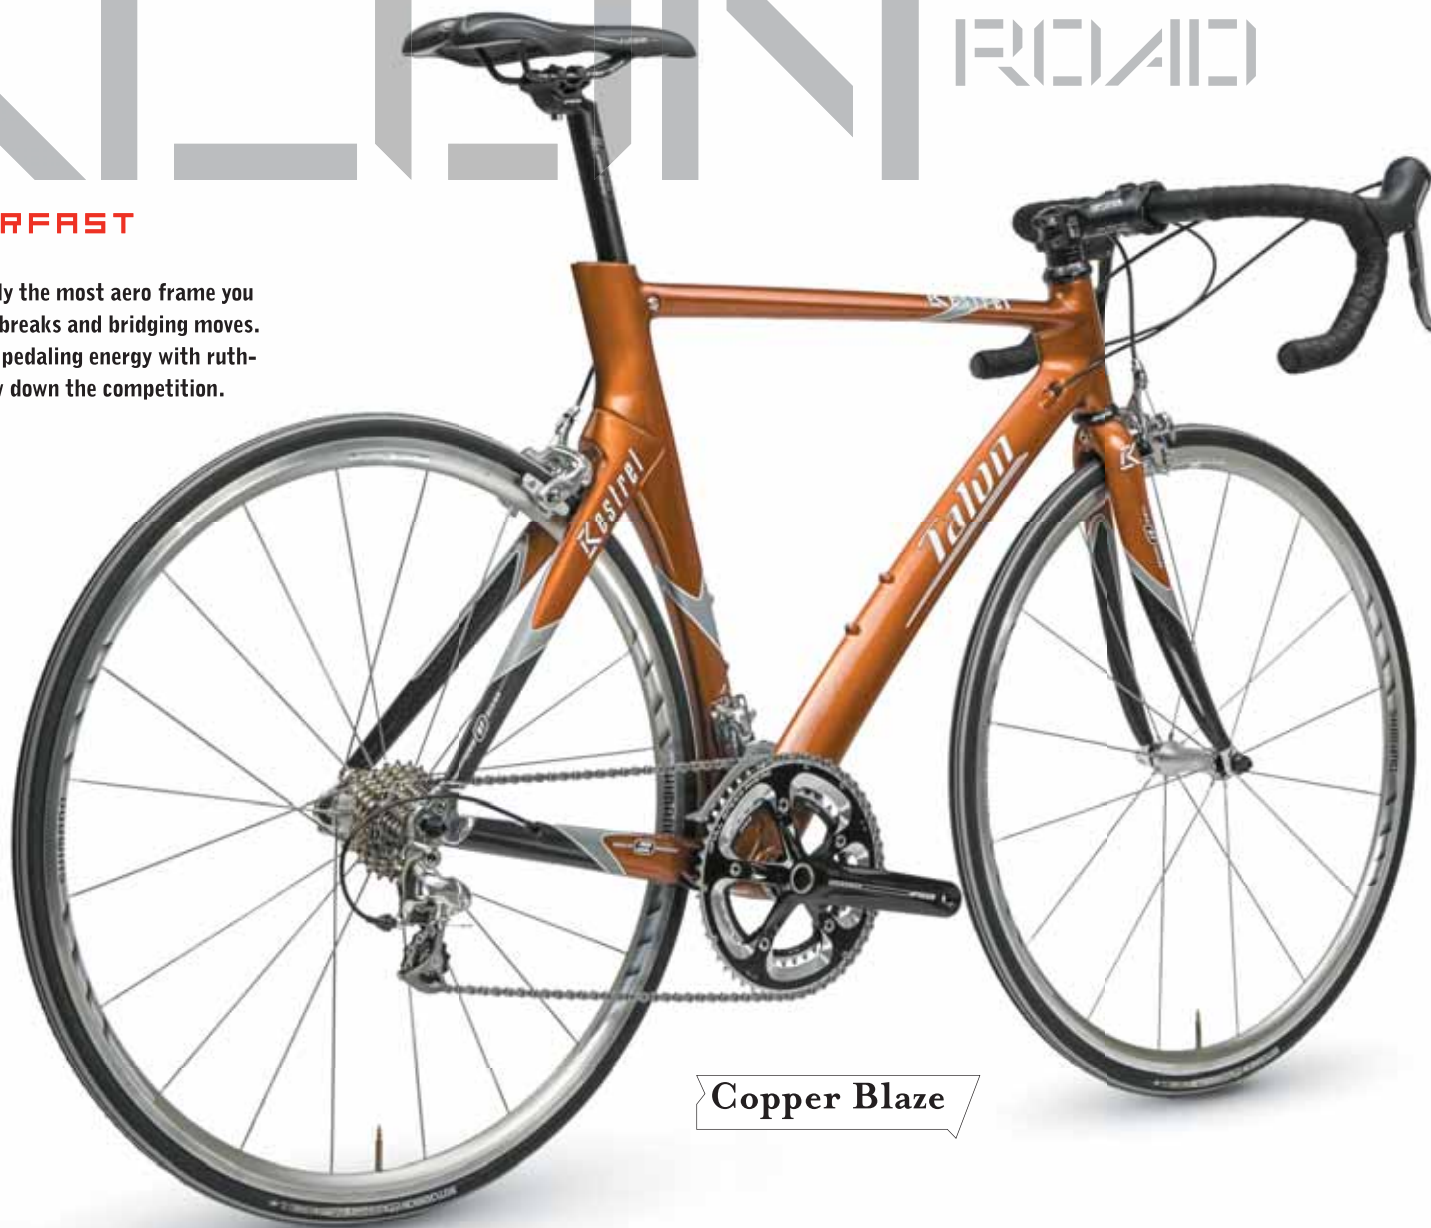 ROAD
RFAST
ly the most aero frame you
breaks and bridging moves.
pedaling energy with ruth-
down the competition.
Kestrel
Kestrel
Talon
K
Copper Blaze